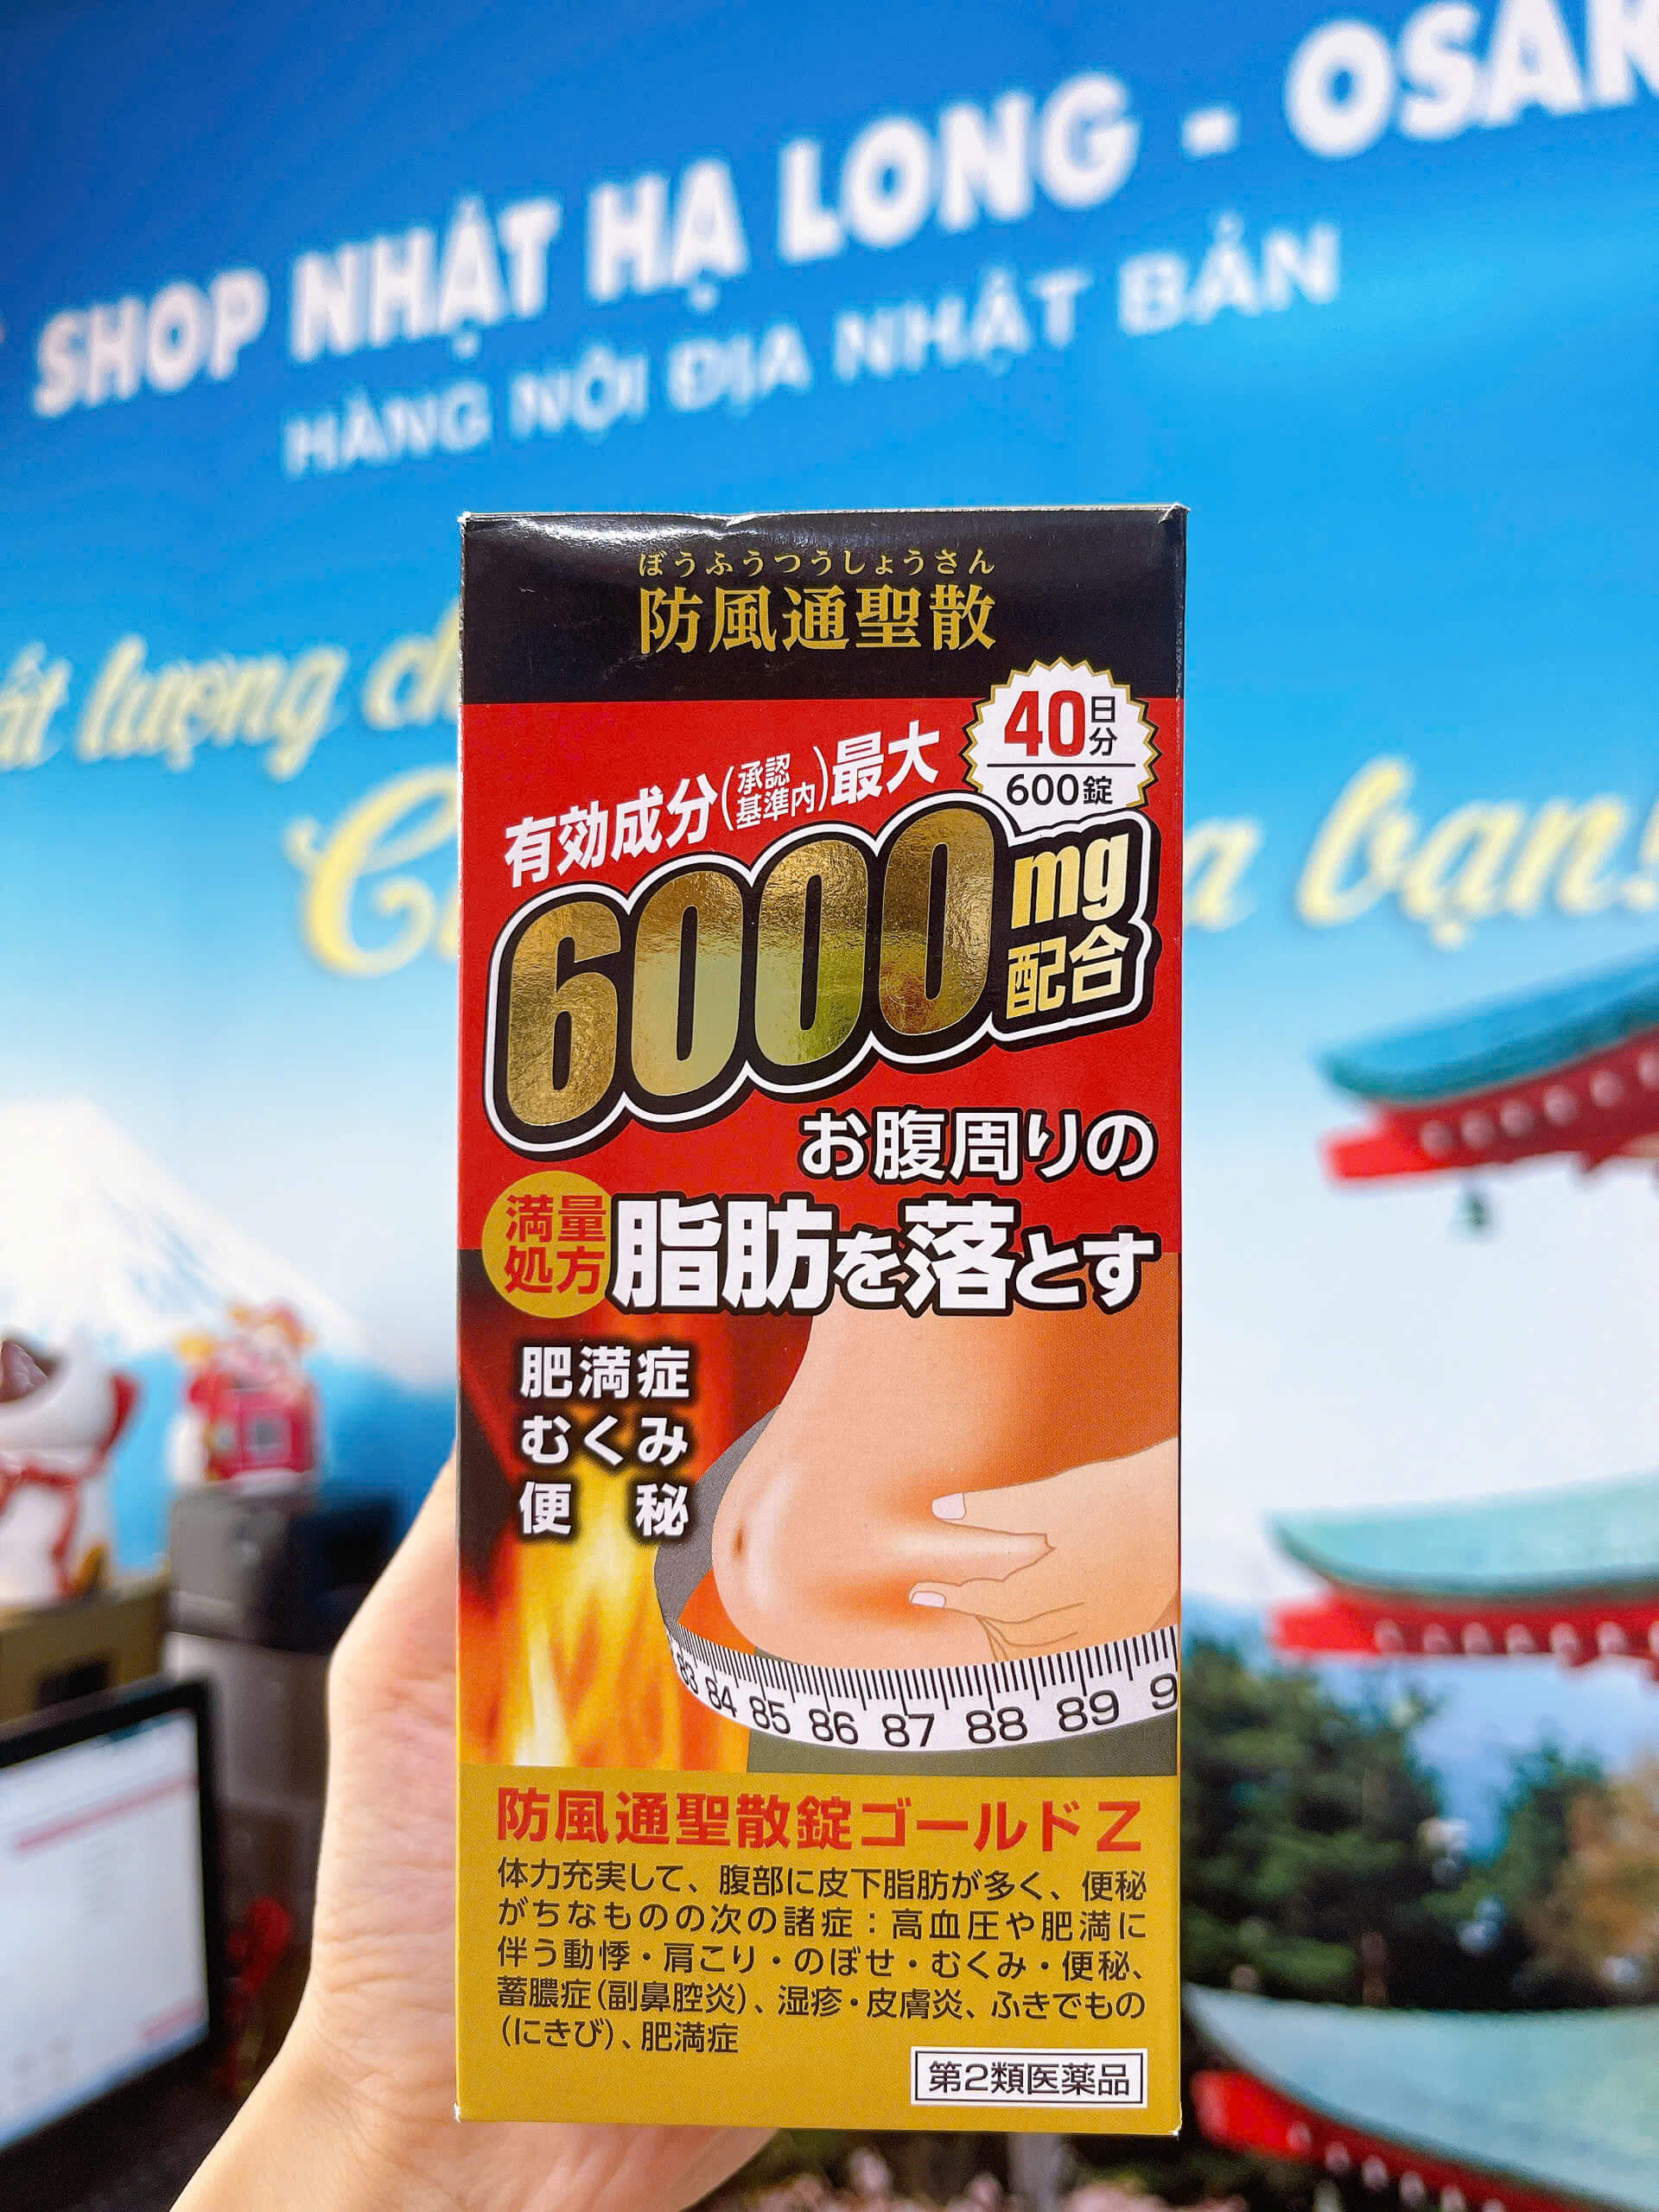 SHOP NHẬT HẠ LONG - OSAK
HÀNG NỘI ĐỊA NHẬT BẢN
lượng
bạn!
ぼうふうつうしょうさん
防風通聖散
40日分
600錠
有効成分(承認基準内)最大
6000mg配合
お腹周りの
満量処方
脂肪を落とす
肥満症
むくみ
便秘
83 84 85 86 87 88 89 9
防風通聖散錠ゴールドZ
体力充実して、腹部に皮下脂肪が多く、便秘
がちなものの次の諸症：高血圧や肥満に
伴う動悸・肩こり・のぼせ・むくみ・便秘、
蓄膿症(副鼻腔炎)、湿疹・皮膚炎、ふきでもの
(にきび)、肥満症
第2類医薬品